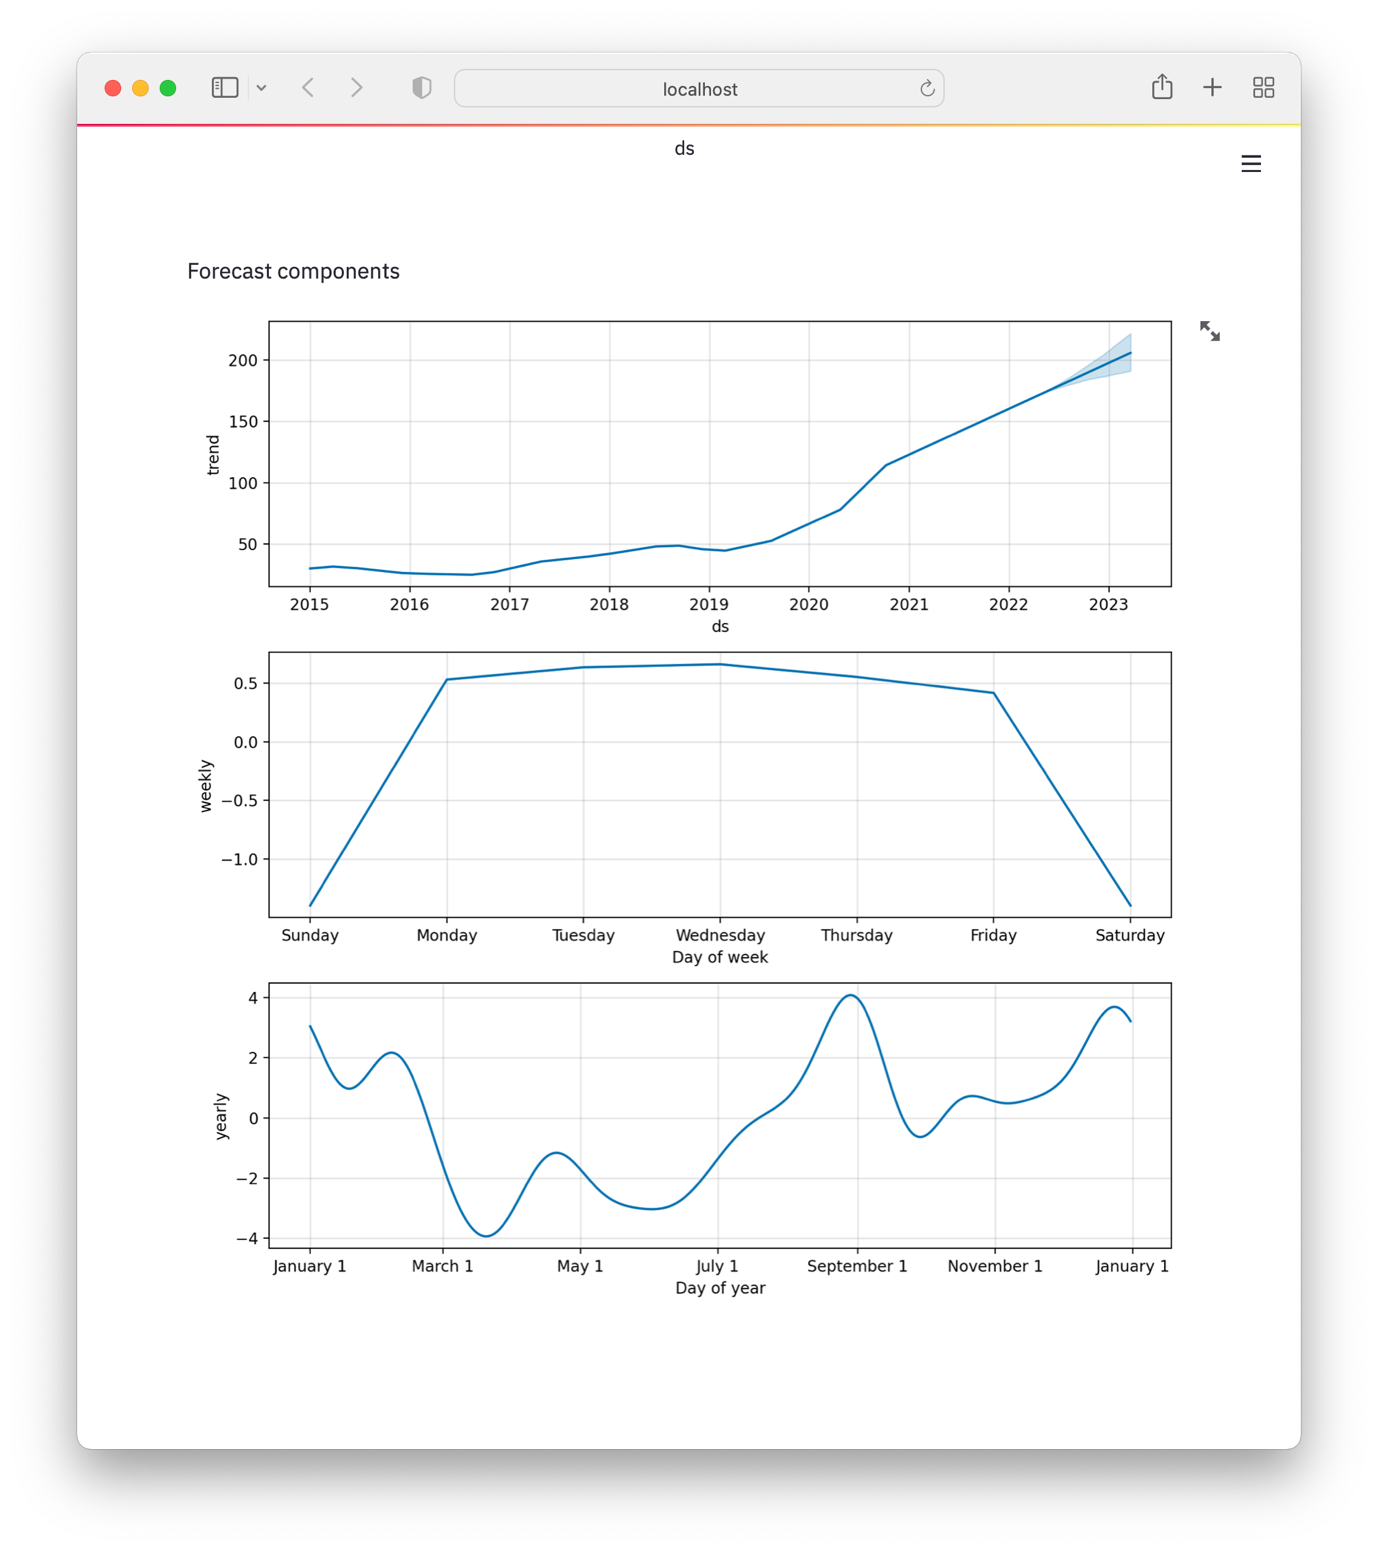 localhost
ds
Forecast components
200
150
100
50
trend
2015 2016 2017 2018 2019 2020 2021 2022 2023
ds
0.5
0.0
−0.5
−1.0
weekly
Sunday Monday Tuesday Wednesday Thursday Friday Saturday
Day of week
4
2
0
−2
−4
yearly
January 1 March 1 May 1 July 1 September 1 November 1 January 1
Day of year